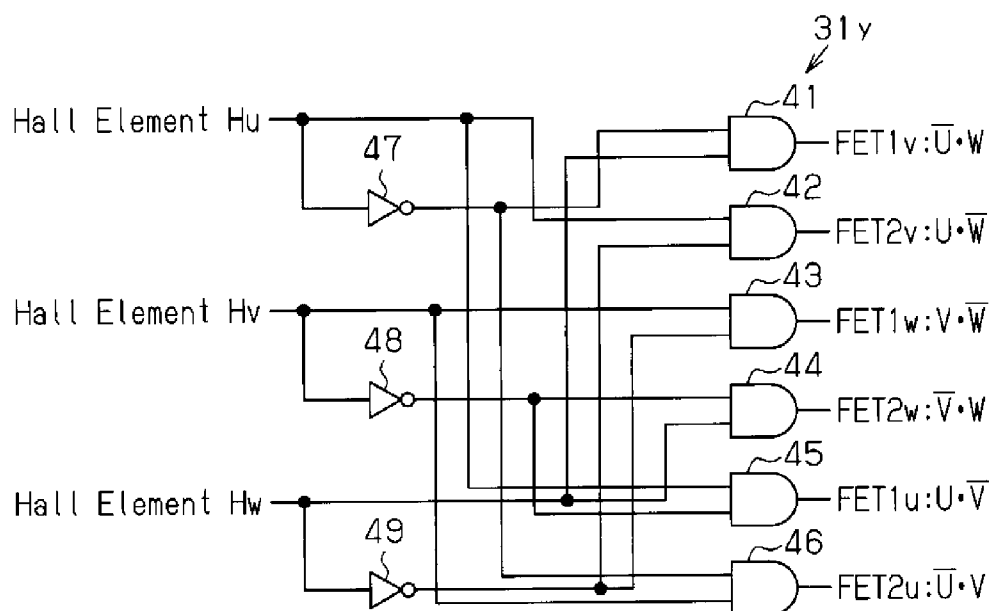 31y
41
Hall Element Hu
47
FET1v:U̅·W
42
FET2v:U·W̅
43
Hall Element Hv
48
FET1w:V·W̅
44
FET2w:V̅·W
45
Hall Element Hw
49
FET1u:U·V̅
46
FET2u:U̅·V